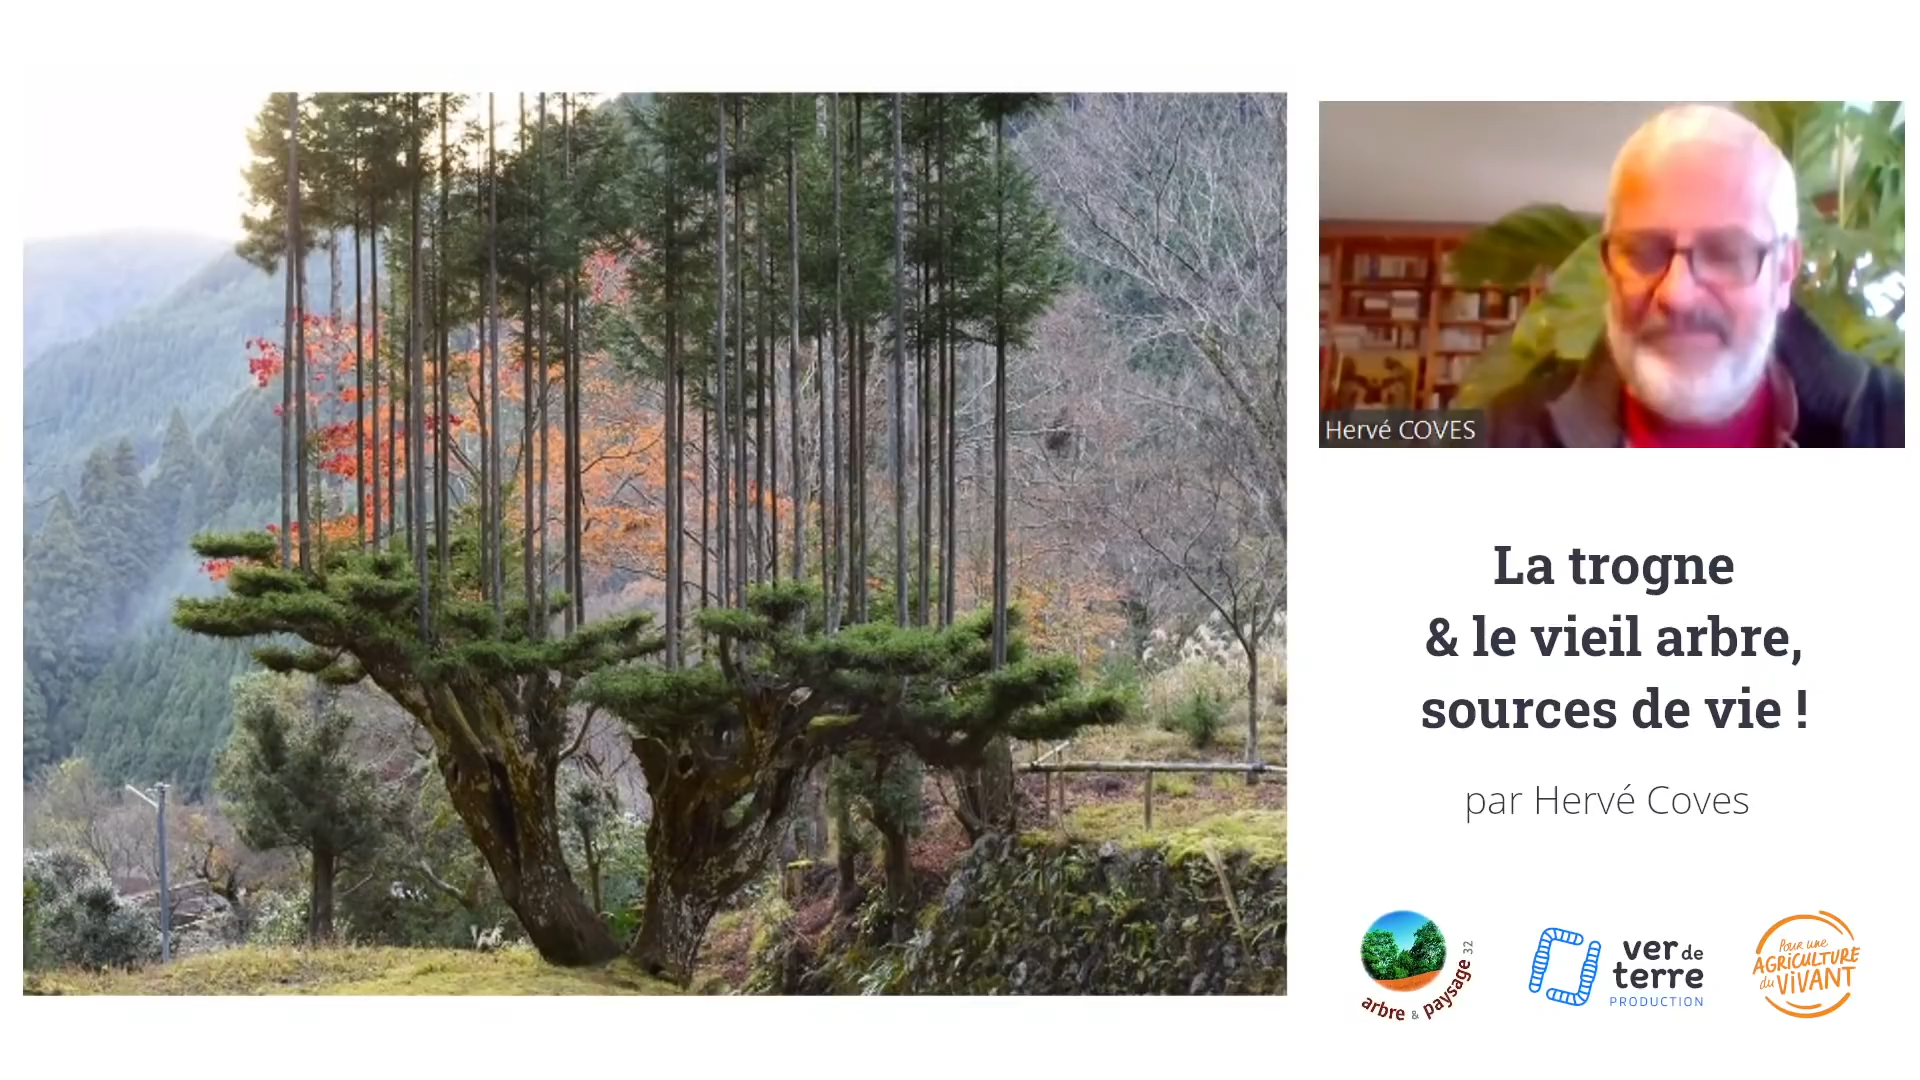 Hervé COVES
La trogne
& le vieil arbre,
sources de vie !
par Hervé Coves
arbre & paysage 32
ver de
terre
PRODUCTION
Pour une
AGRICULTURE
du VIVANT